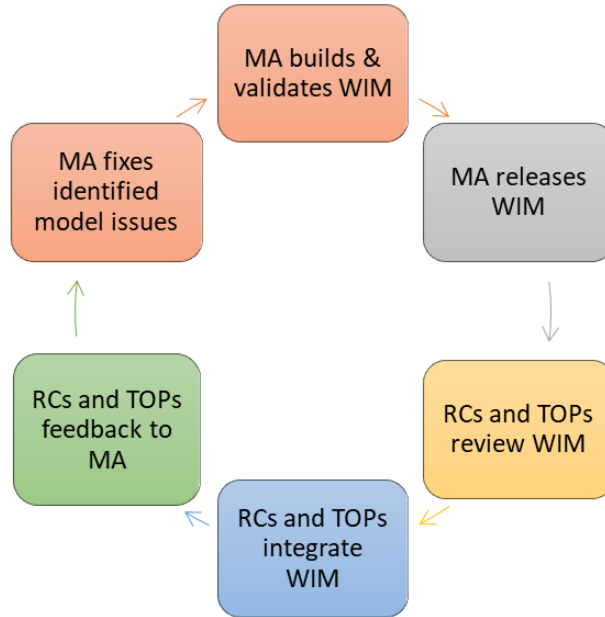 MA builds &
validates WIM
MA releases
WIM
RCs and TOPs
review WIM
RCs and TOPs
integrate
WIM
RCs and TOPs
feedback to
MA
MA fixes
identified
model issues